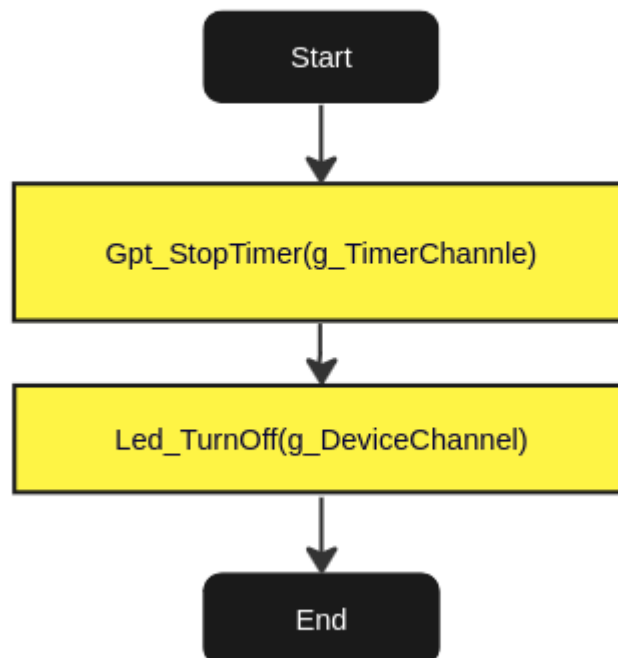 Start
Gpt_StopTimer(g_TimerChannle)
Led_TurnOff(g_DeviceChannel)
End